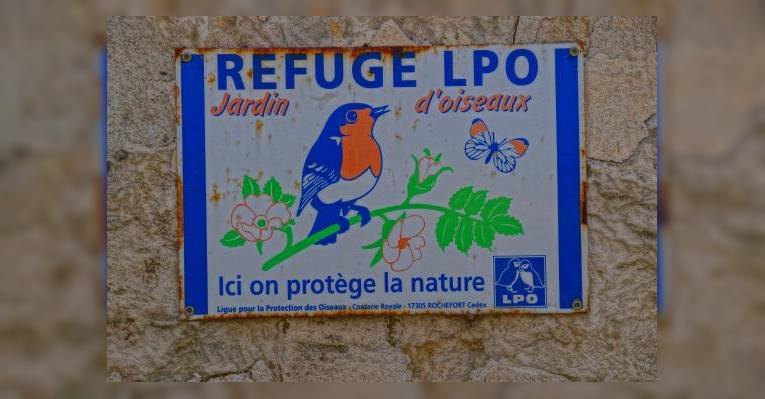 REFUGE LPO
Jardin d'oiseaux
Ici on protège la nature
LPO
Ligue pour la Protection des Oiseaux - Corderie Royale - 17305 ROCHEFORT Cedex